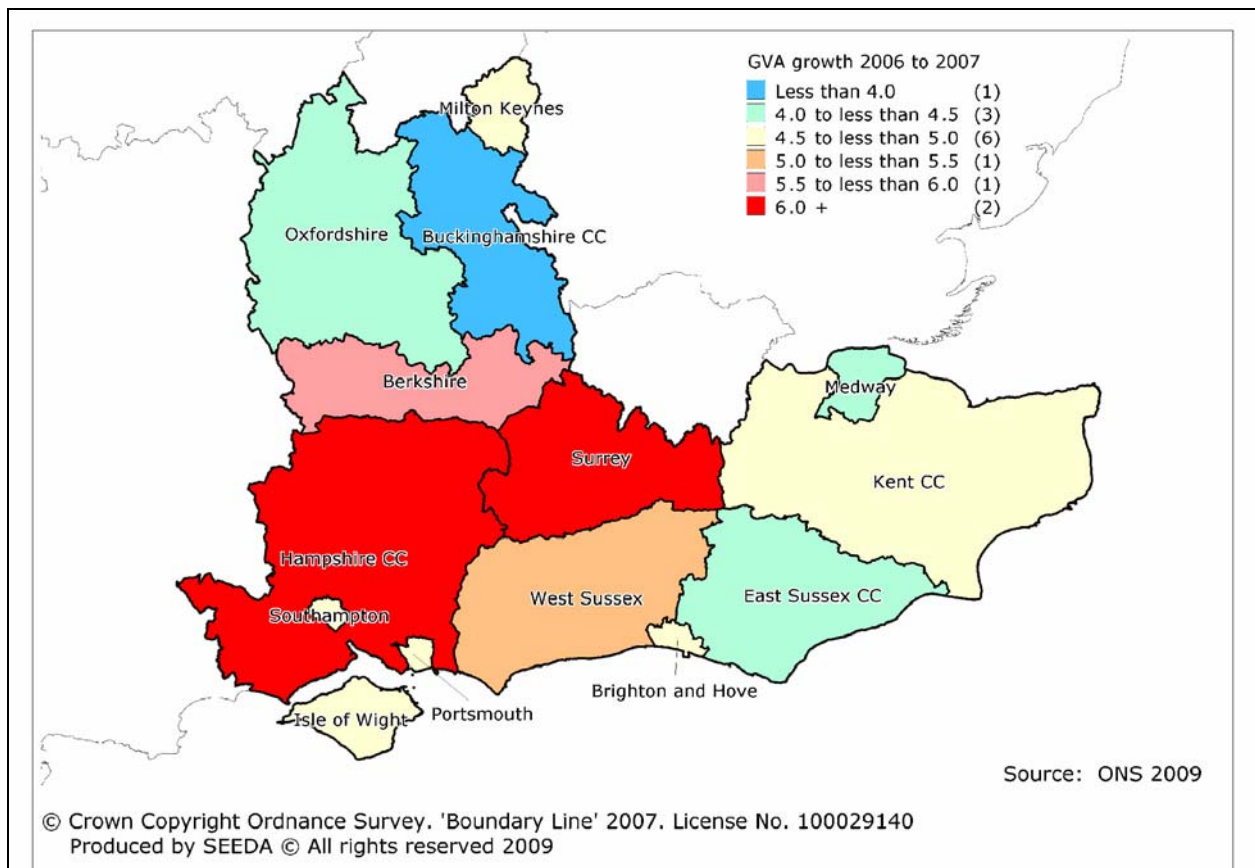 GVA growth 2006 to 2007
Less than 4.0 (1)
4.0 to less than 4.5 (3)
4.5 to less than 5.0 (6)
5.0 to less than 5.5 (1)
5.5 to less than 6.0 (1)
6.0 + (2)
Milton Keynes
Oxfordshire
Buckinghamshire CC
Berkshire
Medway
Surrey
Kent CC
Hampshire CC
West Sussex
East Sussex CC
Southampton
Brighton and Hove
Portsmouth
Isle of Wight
Source: ONS 2009
© Crown Copyright Ordnance Survey. 'Boundary Line' 2007. License No. 100029140
Produced by SEEDA © All rights reserved 2009